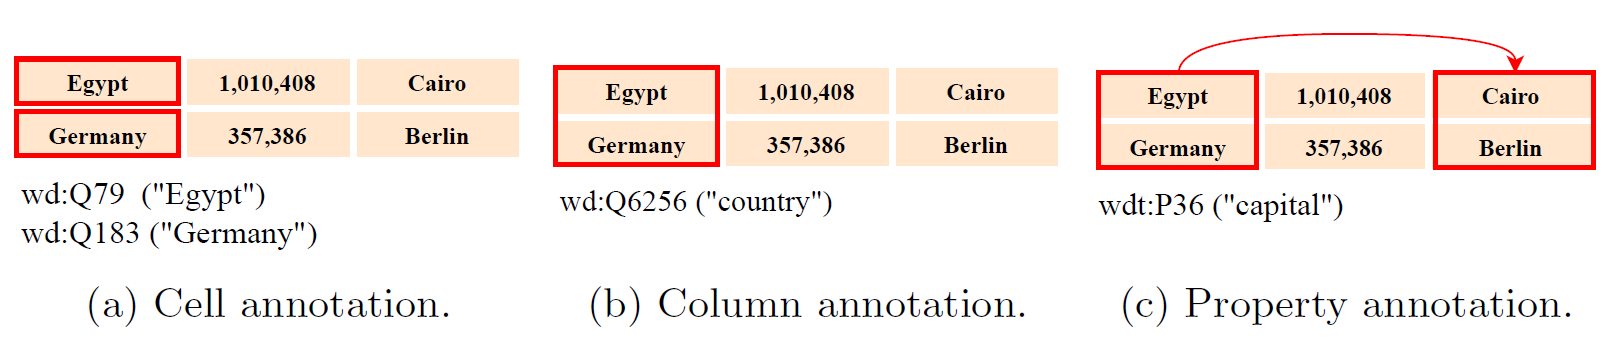 Egypt 1,010,408 Cairo
Germany 357,386 Berlin
wd:Q79 ("Egypt")
wd:Q183 ("Germany")
(a) Cell annotation.
Egypt 1,010,408 Cairo
Germany 357,386 Berlin
wd:Q6256 ("country")
(b) Column annotation.
Egypt 1,010,408 Cairo
Germany 357,386 Berlin
wdt:P36 ("capital")
(c) Property annotation.